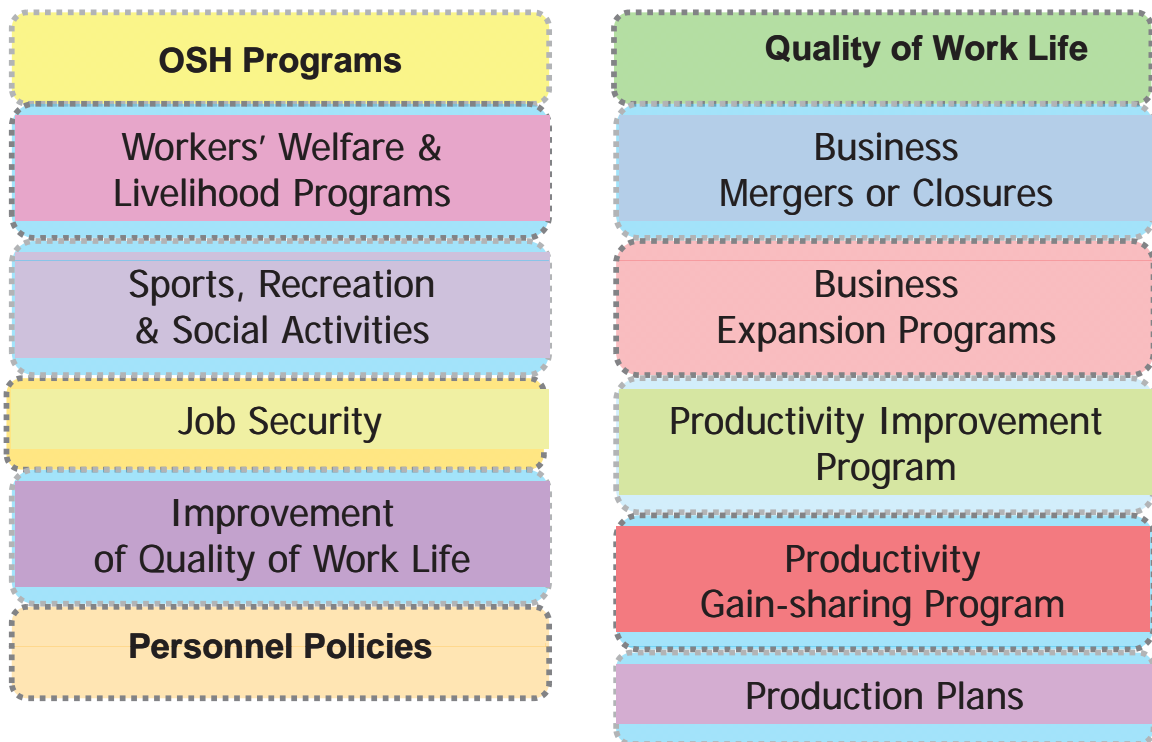 OSH Programs
Workers’ Welfare &
Livelihood Programs
Sports, Recreation
& Social Activities
Job Security
Improvement
of Quality of Work Life
Personnel Policies
Quality of Work Life
Business
Mergers or Closures
Business
Expansion Programs
Productivity Improvement
Program
Productivity
Gain-sharing Program
Production Plans